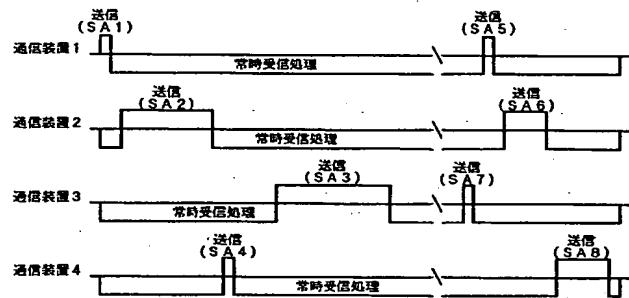 送信
(SA1)
送信
(SA5)
通信装置1
常時受信処理
送信
(SA2)
送信
(SA6)
通信装置2
常時受信処理
送信
(SA3)
送信
(SA7)
通信装置3
常時受信処理
送信
(SA4)
送信
(SA8)
通信装置4
常時受信処理